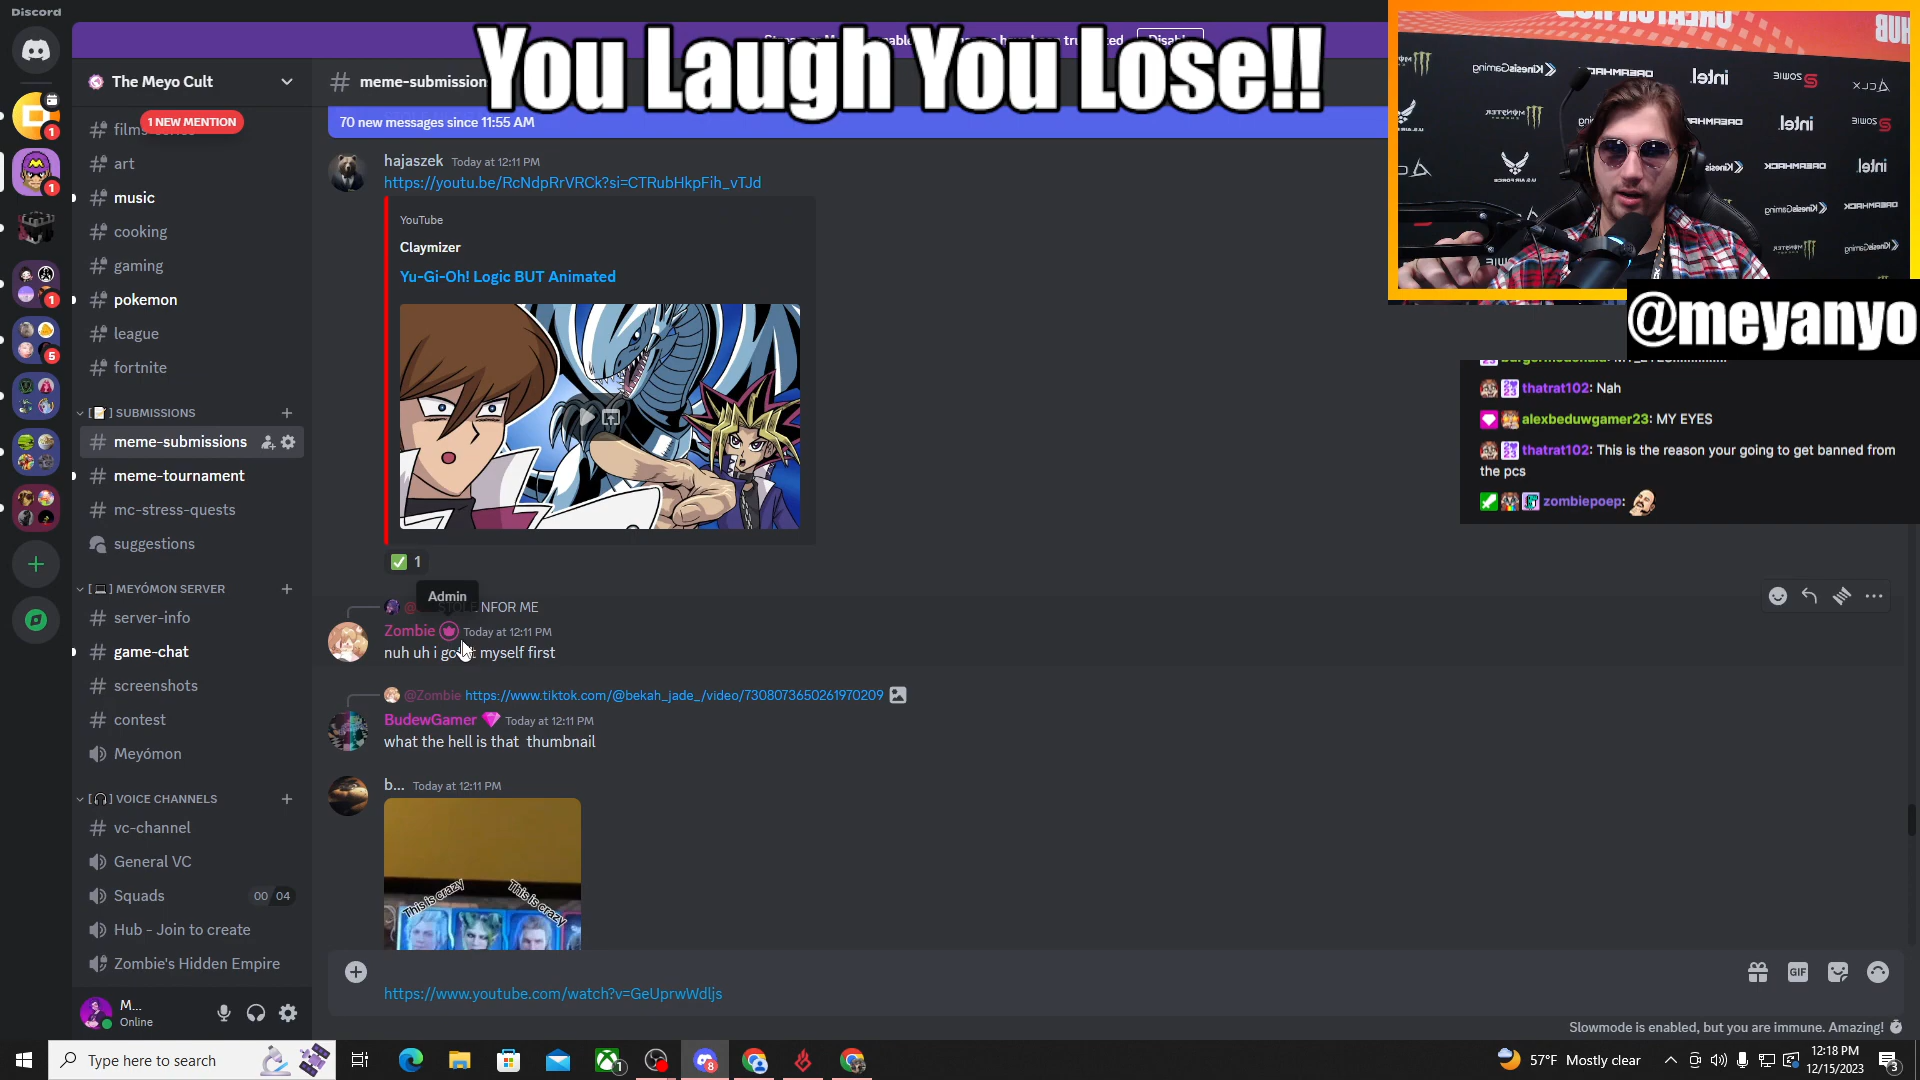 Discord
You Laugh You Lose!!
The Meyo Cult
1 NEW MENTION
art
music
cooking
gaming
pokemon
league
fortnite
SUBMISSIONS
meme-submissions
meme-tournament
mc-stress-quests
suggestions
MEYÓMON SERVER
server-info
game-chat
screenshots
contest
Meyómon
VOICE CHANNELS
vc-channel
General VC
Squads 00 04
Hub - Join to create
Zombie's Hidden Empire
M...
Online
# meme-submission
70 new messages since 11:55 AM
hajaszek Today at 12:11 PM
https://youtu.be/RcNdpRrVRCk?si=CTRubHkpFih_vTJd
YouTube
Claymizer
Yu-Gi-Oh! Logic BUT Animated
1
Admin
NFOR ME
Zombie Today at 12:11 PM
nuh uh i myself first
@Zombie https://www.tiktok.com/@bekah_jade_/video/7308073650261970209
BudewGamer Today at 12:11 PM
what the hell is that thumbnail
b... Today at 12:11 PM
This is crazy This is crazy
https://www.youtube.com/watch?v=GeUprwWdljs
GIF
Slowmode is enabled, but you are immune. Amazing!
@meyanyo
thatrat102: Nah
alexbeduwgamer23: MY EYES
thatrat102: This is the reason your going to get banned from
the pcs
zombiepoep:
Type here to search
57°F Mostly clear
12:18 PM
12/15/2023